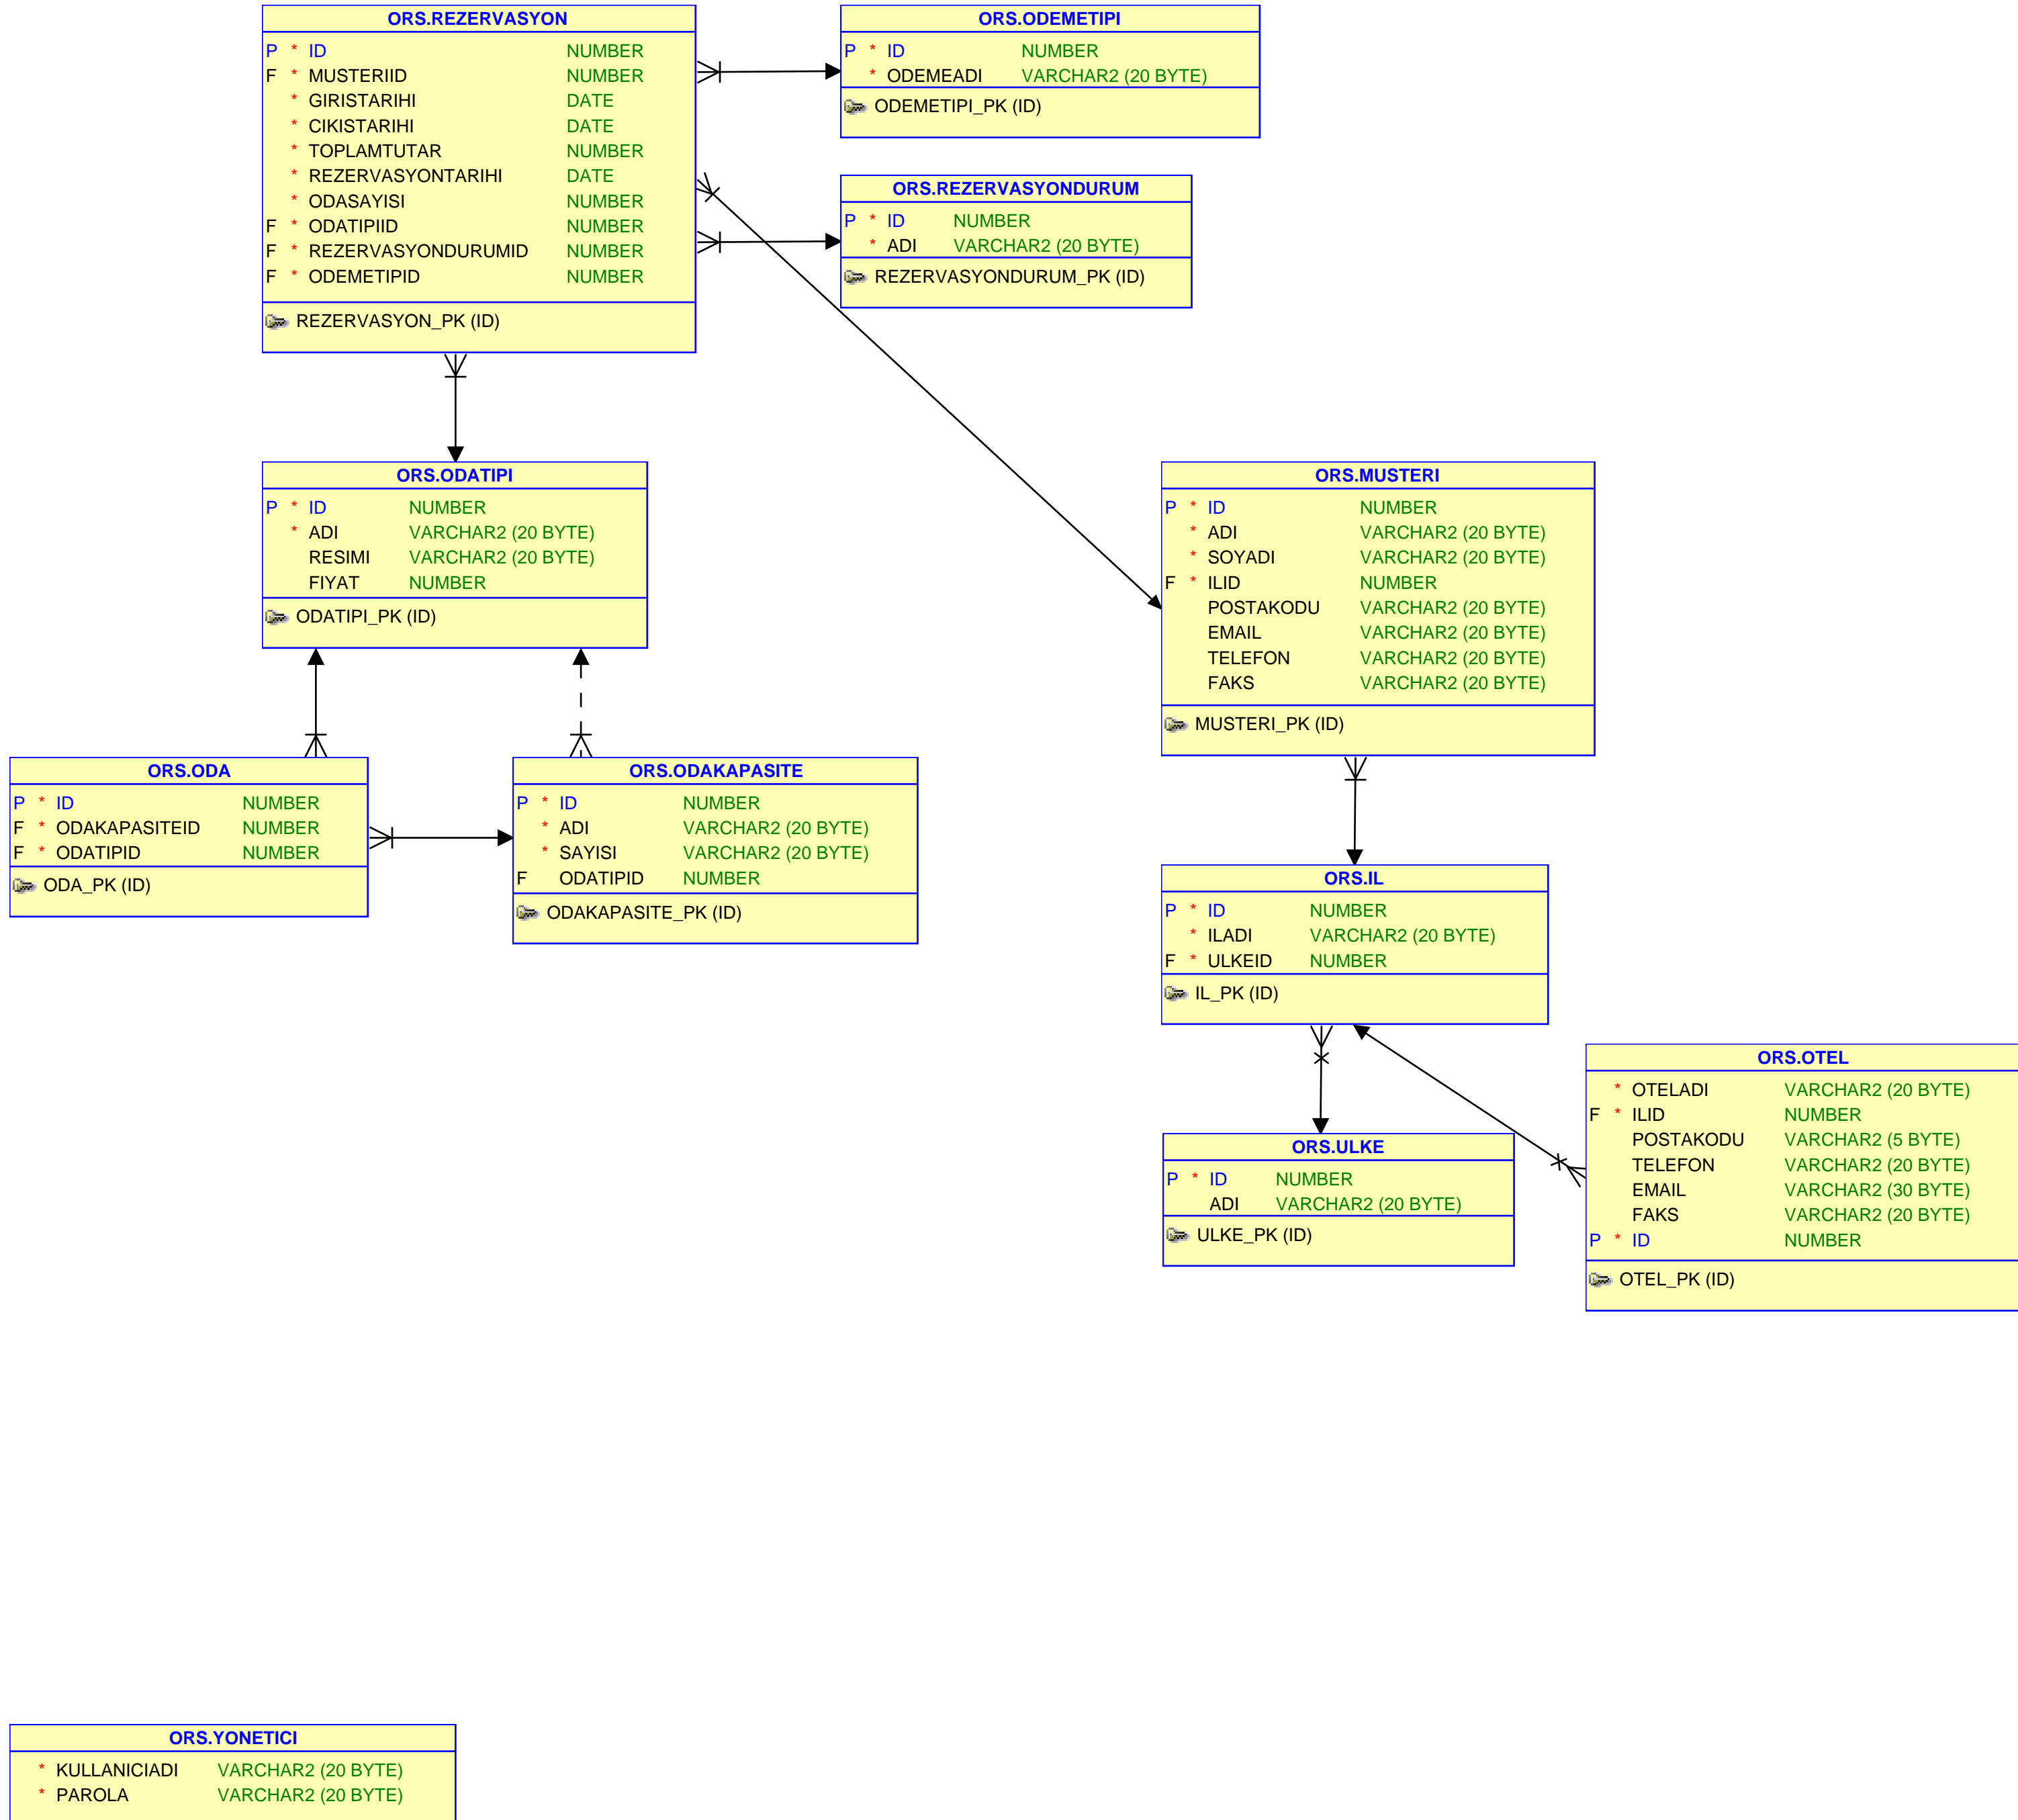 ORS.REZERVASYON
P * ID NUMBER
F * MUSTERIID NUMBER
* GIRISTARIHI DATE
* CIKISTARIHI DATE
* TOPLAMTUTAR NUMBER
* REZERVASYONTARIHI DATE
* ODASAYISI NUMBER
F * ODATIPIID NUMBER
F * REZERVASYONDURUMID NUMBER
F * ODEMETIPID NUMBER
REZERVASYON_PK (ID)
ORS.ODEMETIPI
P * ID NUMBER
* ODEMEADI VARCHAR2 (20 BYTE)
ODEMETIPI_PK (ID)
ORS.REZERVASYONDURUM
P * ID NUMBER
* ADI VARCHAR2 (20 BYTE)
REZERVASYONDURUM_PK (ID)
ORS.ODATIPI
P * ID NUMBER
* ADI VARCHAR2 (20 BYTE)
RESIMI VARCHAR2 (20 BYTE)
FIYAT NUMBER
ODATIPI_PK (ID)
ORS.MUSTERI
P * ID NUMBER
* ADI VARCHAR2 (20 BYTE)
* SOYADI VARCHAR2 (20 BYTE)
F * ILID NUMBER
POSTAKODU VARCHAR2 (20 BYTE)
EMAIL VARCHAR2 (20 BYTE)
TELEFON VARCHAR2 (20 BYTE)
FAKS VARCHAR2 (20 BYTE)
MUSTERI_PK (ID)
ORS.ODA
P * ID NUMBER
F * ODAKAPASITEID NUMBER
F * ODATIPID NUMBER
ODA_PK (ID)
ORS.ODAKAPASITE
P * ID NUMBER
* ADI VARCHAR2 (20 BYTE)
* SAYISI VARCHAR2 (20 BYTE)
F ODATIPID NUMBER
ODAKAPASITE_PK (ID)
ORS.IL
P * ID NUMBER
* ILADI VARCHAR2 (20 BYTE)
F * ULKEID NUMBER
IL_PK (ID)
ORS.OTEL
* OTELADI VARCHAR2 (20 BYTE)
F * ILID NUMBER
POSTAKODU VARCHAR2 (5 BYTE)
TELEFON VARCHAR2 (20 BYTE)
EMAIL VARCHAR2 (30 BYTE)
FAKS VARCHAR2 (20 BYTE)
P * ID NUMBER
OTEL_PK (ID)
ORS.ULKE
P * ID NUMBER
ADI VARCHAR2 (20 BYTE)
ULKE_PK (ID)
ORS.YONETICI
* KULLANICIADI VARCHAR2 (20 BYTE)
* PAROLA VARCHAR2 (20 BYTE)